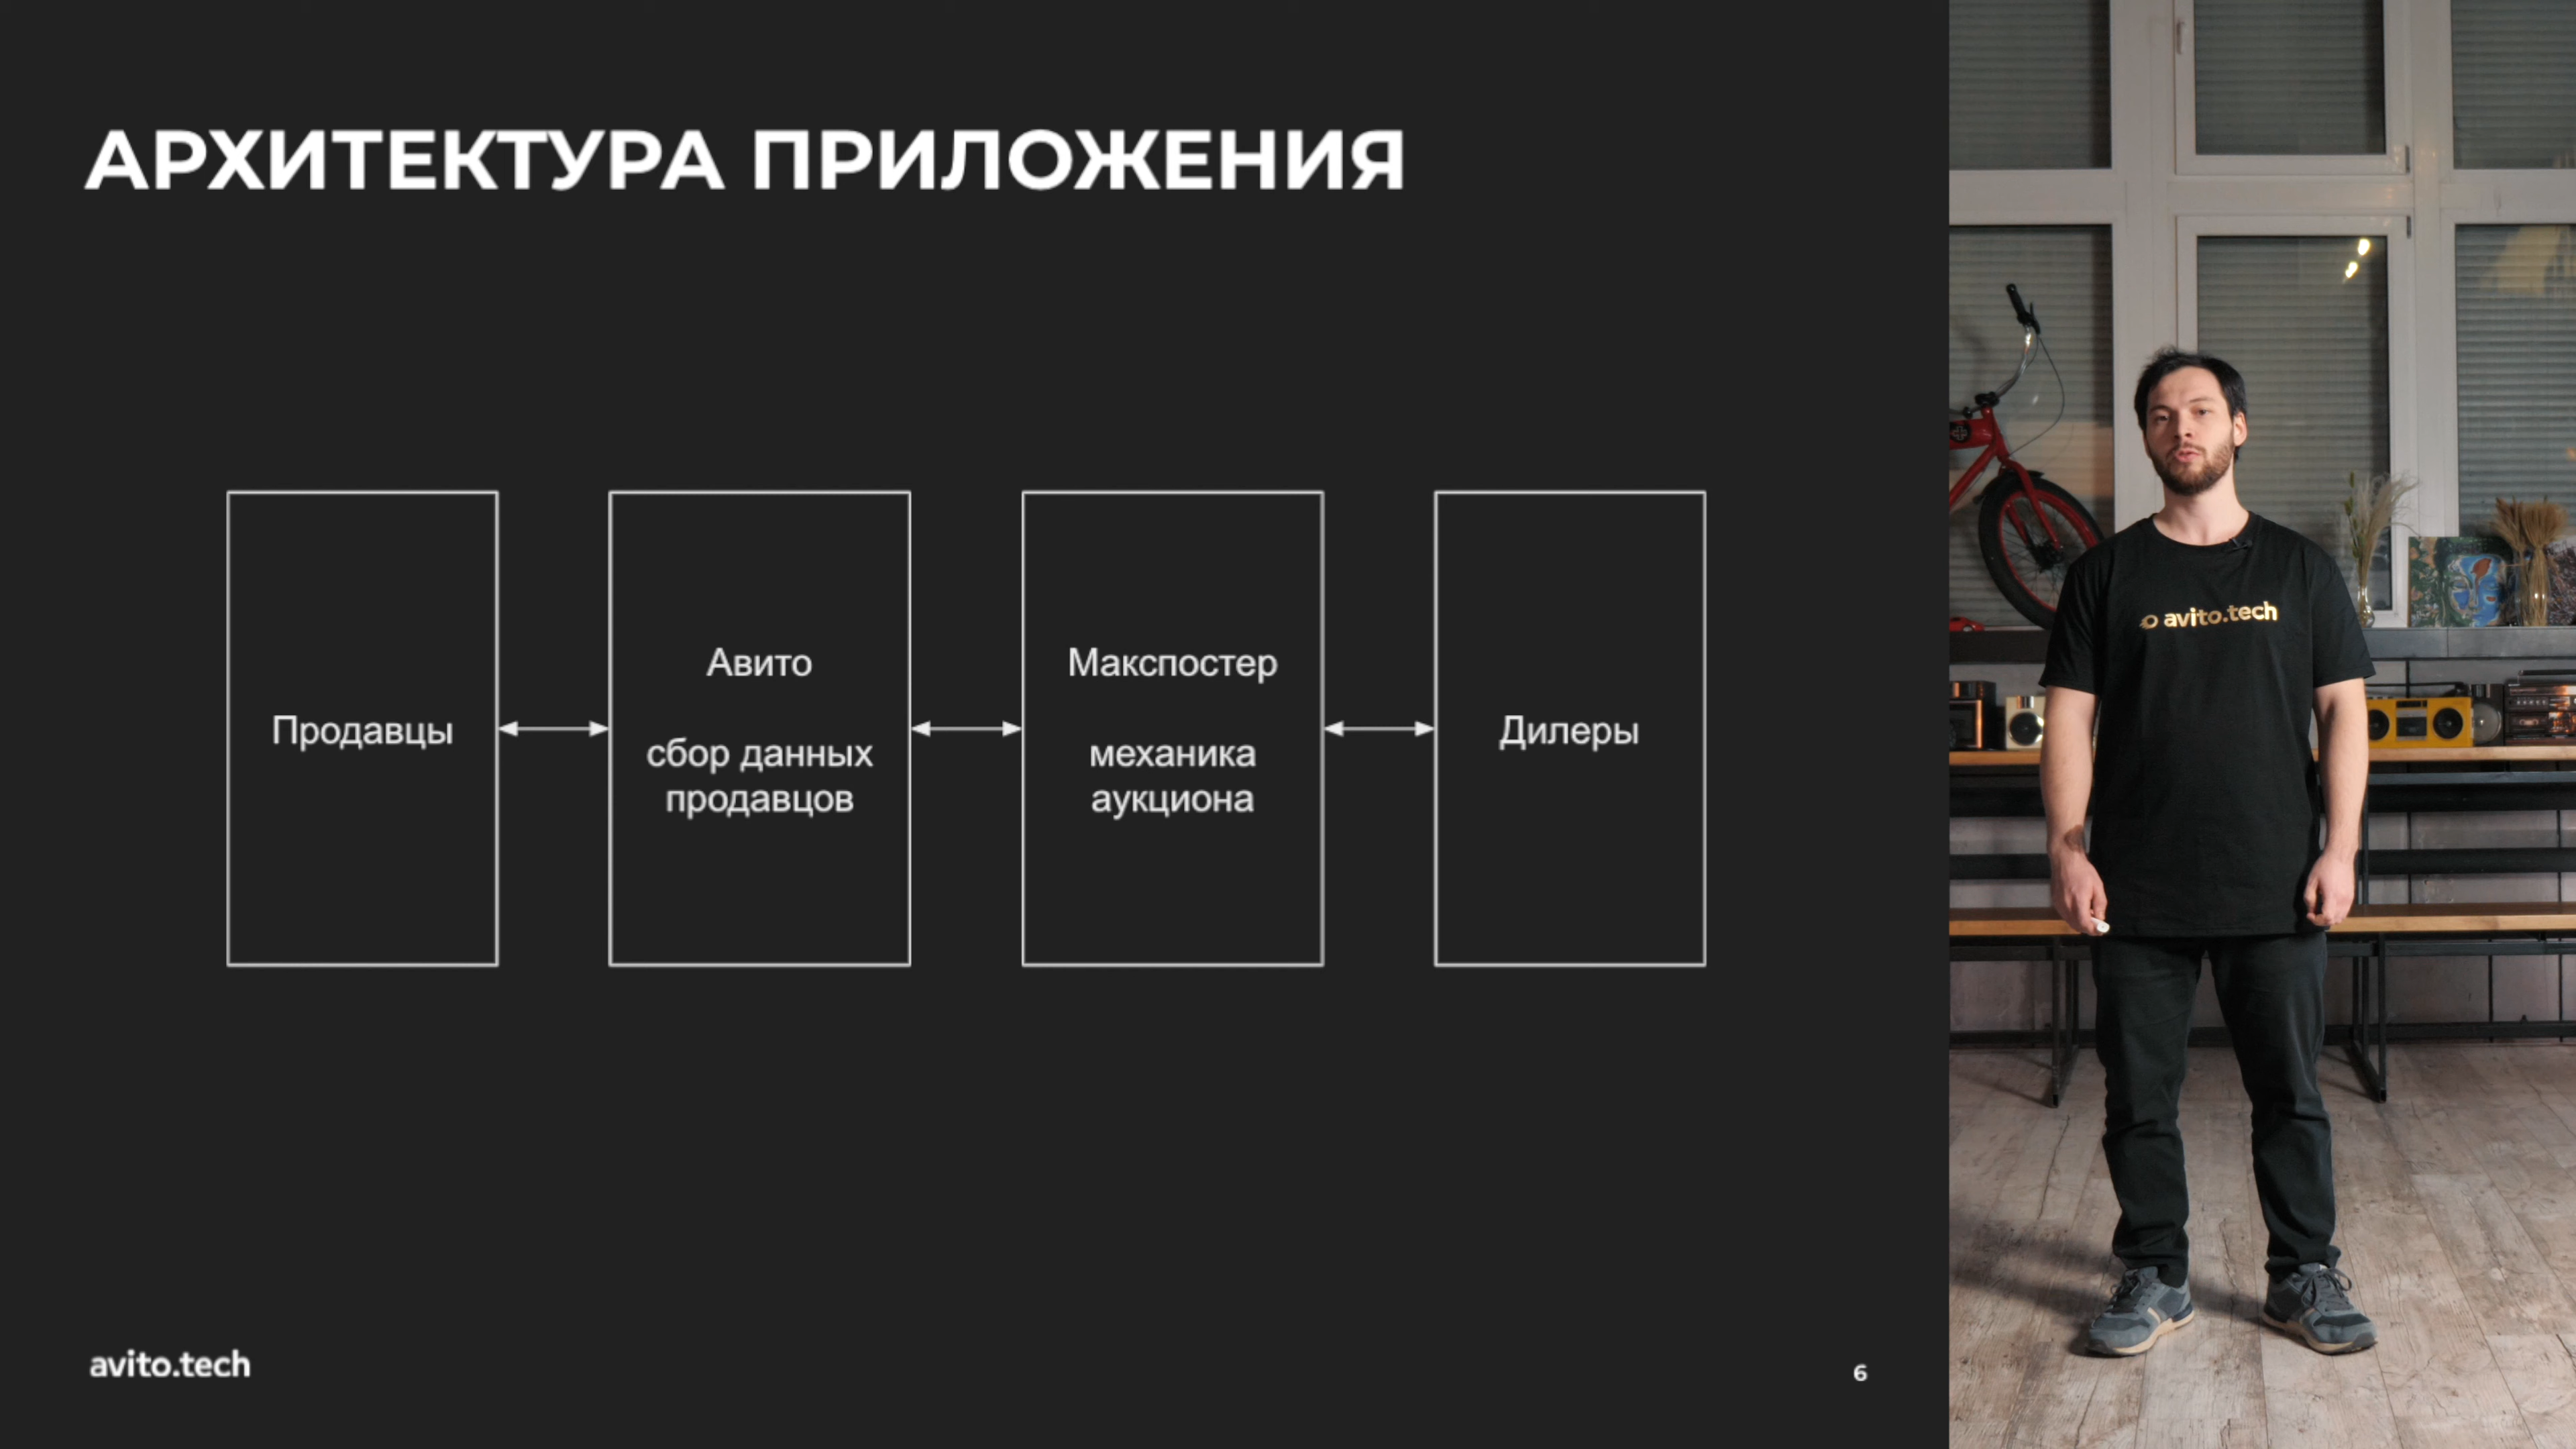 АРХИТЕКТУРА ПРИЛОЖЕНИЯ
Продавцы
Авито
сбор данных
продавцов
Макспостер
механика
аукциона
Дилеры
avito.tech
avito.tech
6